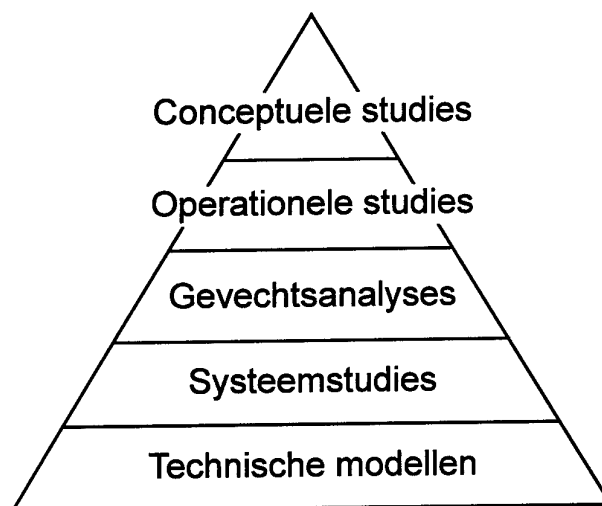 Conceptuele studies
Operationele studies
Gevechtsanalyses
Systeemstudies
Technische modellen